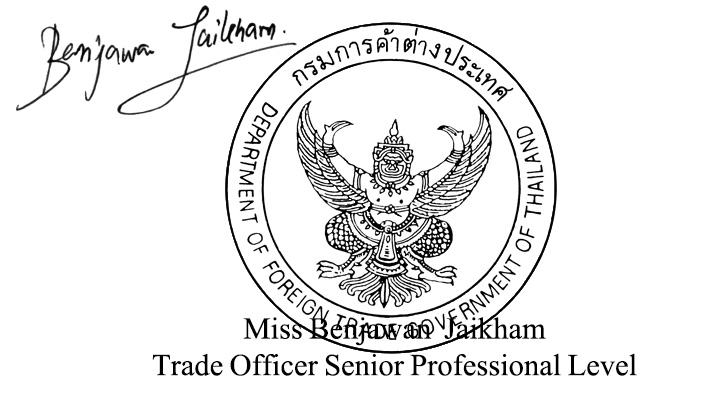 Benjawan Jaikham.
กรมการค้าต่างประเทศ
DEPARTMENT OF FOREIGN TRADE GOVERNMENT OF THAILAND
Miss Benjawan Jaikham
Trade Officer Senior Professional Level